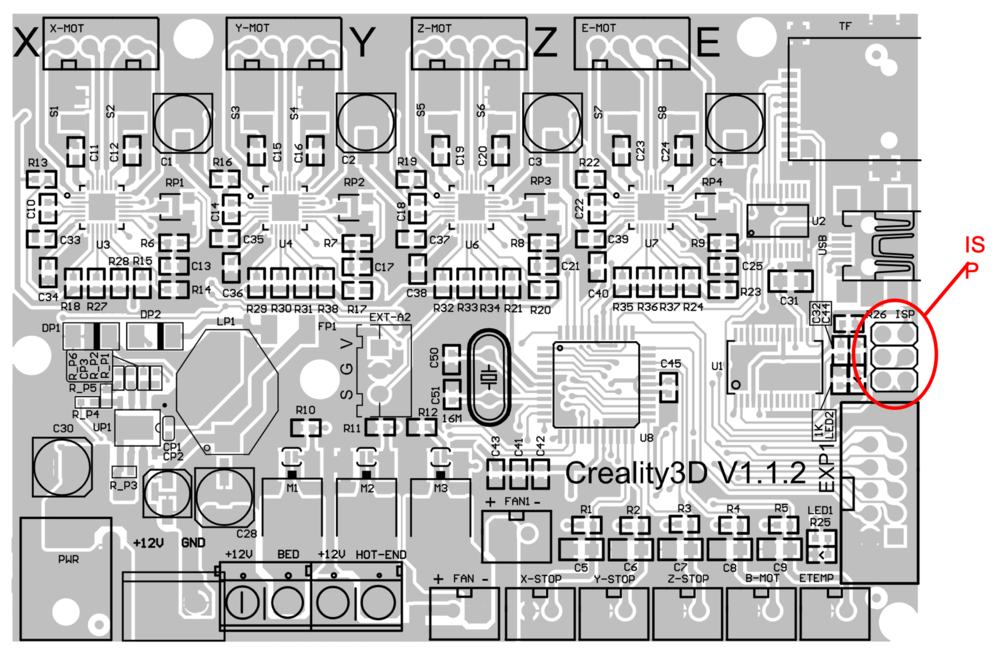 X X-MOT Y-MOT Y Z-MOT Z E-MOT E TF
S1 S2 S3 S4 S5 S6 S7 S8
C11 C12 C1 C15 C16 C2 C19 C20 C3 C23 C24 C4
R13 R16 R19 R22
RP1 RP2 RP3 RP4
C10 C14 C18 C22 U2
C33 U3 R6 C35 U4 R7 C37 U6 R8 C39 U7 R9 USB
IS
P
R28 R15 C13 C17 C21 C25
C34 R14 C36 C38 C40 R23 C31
R18 R27 R29 R30 R31 R38 R17 R32 R33 R34 R21 R20 R35 R36 R37 R24
C32 C44 R26 ISP
DP1 DP2 LP1 FP1 EXT-A2
V
G
S
R_P6
CP3
R_P2
R_P1
C50 C45 U1
R_P5
C51
R_P4
16M
C30 UP1 R10 R11 R12 U8
1K
LED2
CP1
CP2
C43 C41 C42
R_P3
M1 M2 M3
Creality3D V1.1.2
EXP1
+ FAN1 -
C28
R1 R2 R3 R4 R5 LED1
R25
+12V GND
PWR
+12V BED +12V HOT-END
C5 C6 C7 C8 C9
+ FAN - X-STOP Y-STOP Z-STOP B-MOT ETEMP